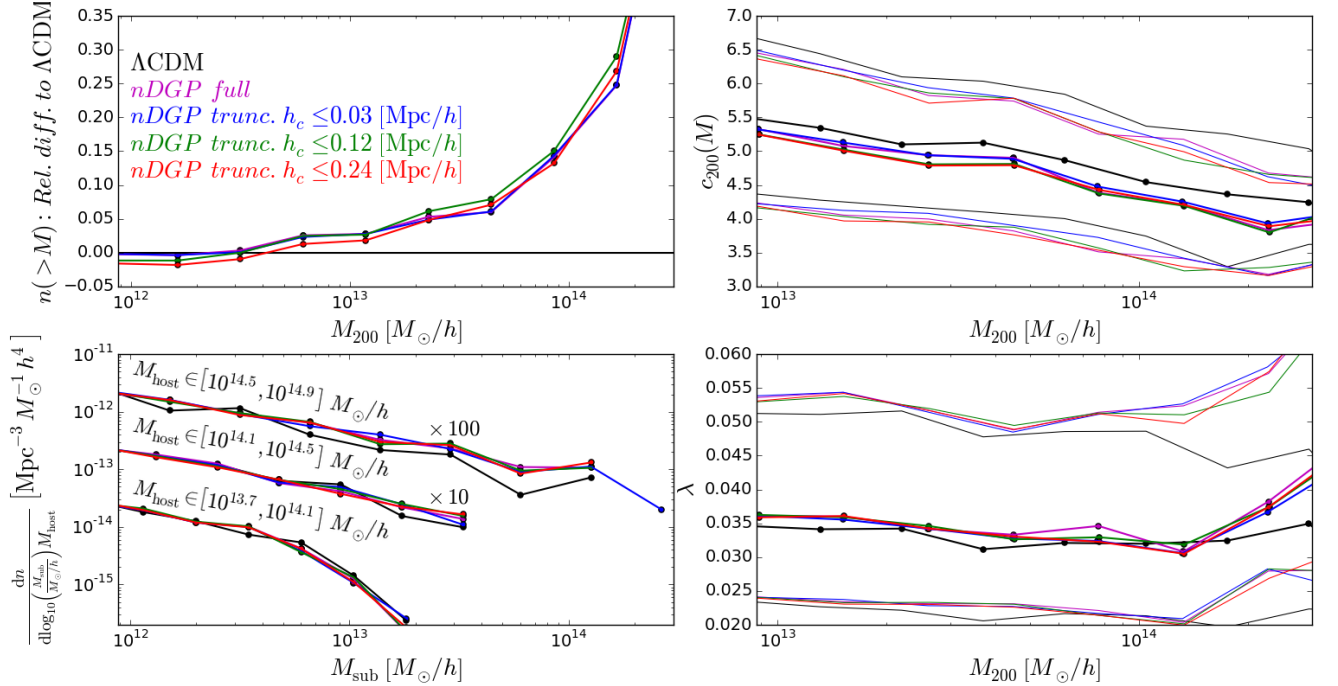 n(>M): Rel. diff. to ΛCDM
0.35
0.30
0.25
0.20
0.15
0.10
0.05
0.00
−0.05
ΛCDM
nDGP full
nDGP trunc. h_c ≤0.03 [Mpc/h]
nDGP trunc. h_c ≤0.12 [Mpc/h]
nDGP trunc. h_c ≤0.24 [Mpc/h]
10^12 10^13 10^14
M_200 [M_⊙/h]
c_200(M)
7.0
6.5
6.0
5.5
5.0
4.5
4.0
3.5
3.0
10^13 10^14
M_200 [M_⊙/h]
dn / dlog_10(M_sub / M_⊙/h) M_host [Mpc^−3 M_⊙^−1 h^4]
10^-11
10^-12
10^-13
10^-14
10^-15
M_host ∈[10^14.5,10^14.9] M_⊙/h
×100
M_host ∈[10^14.1,10^14.5] M_⊙/h
×10
M_host ∈[10^13.7,10^14.1] M_⊙/h
10^12 10^13 10^14
M_sub [M_⊙/h]
λ
0.060
0.055
0.050
0.045
0.040
0.035
0.030
0.025
0.020
10^13 10^14
M_200 [M_⊙/h]